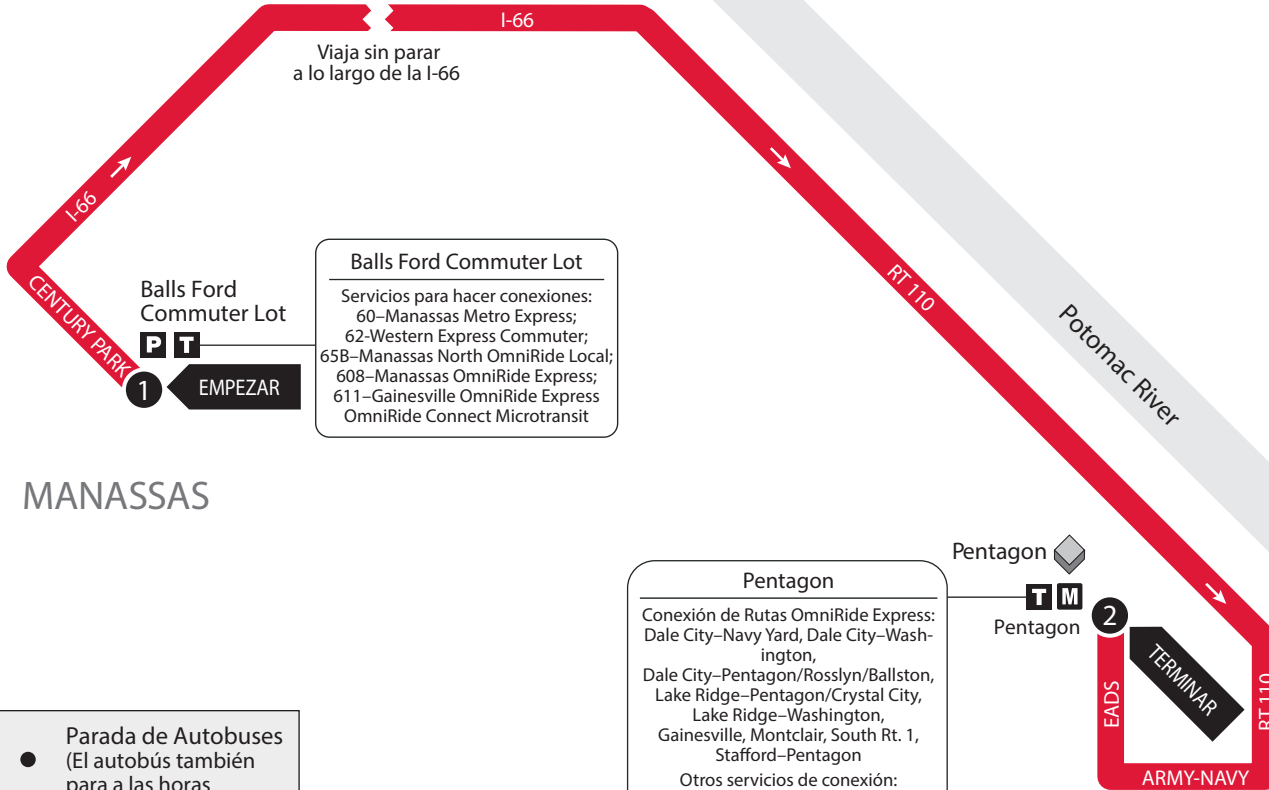 I-66
Viaja sin parar
a lo largo de la I-66
I-66
CENTURY PARK
Balls Ford
Commuter Lot
P T
1
EMPEZAR
Balls Ford Commuter Lot
Servicios para hacer conexiones:
60–Manassas Metro Express;
62-Western Express Commuter;
65B–Manassas North OmniRide Local;
608–Manassas OmniRide Express;
611–Gainesville OmniRide Express
OmniRide Connect Microtransit
RT 110
Potomac River
MANASSAS
Pentagon
T M
Pentagon
2
TERMINAR
EADS
RT 110
ARMY-NAVY
Pentagon
Conexión de Rutas OmniRide Express:
Dale City–Navy Yard, Dale City–Wash-
ington,
Dale City–Pentagon/Rosslyn/Ballston,
Lake Ridge–Pentagon/Crystal City,
Lake Ridge–Washington,
Gainesville, Montclair, South Rt. 1,
Stafford–Pentagon
Otros servicios de conexión:
Parada de Autobuses
(El autobús también
para a las horas